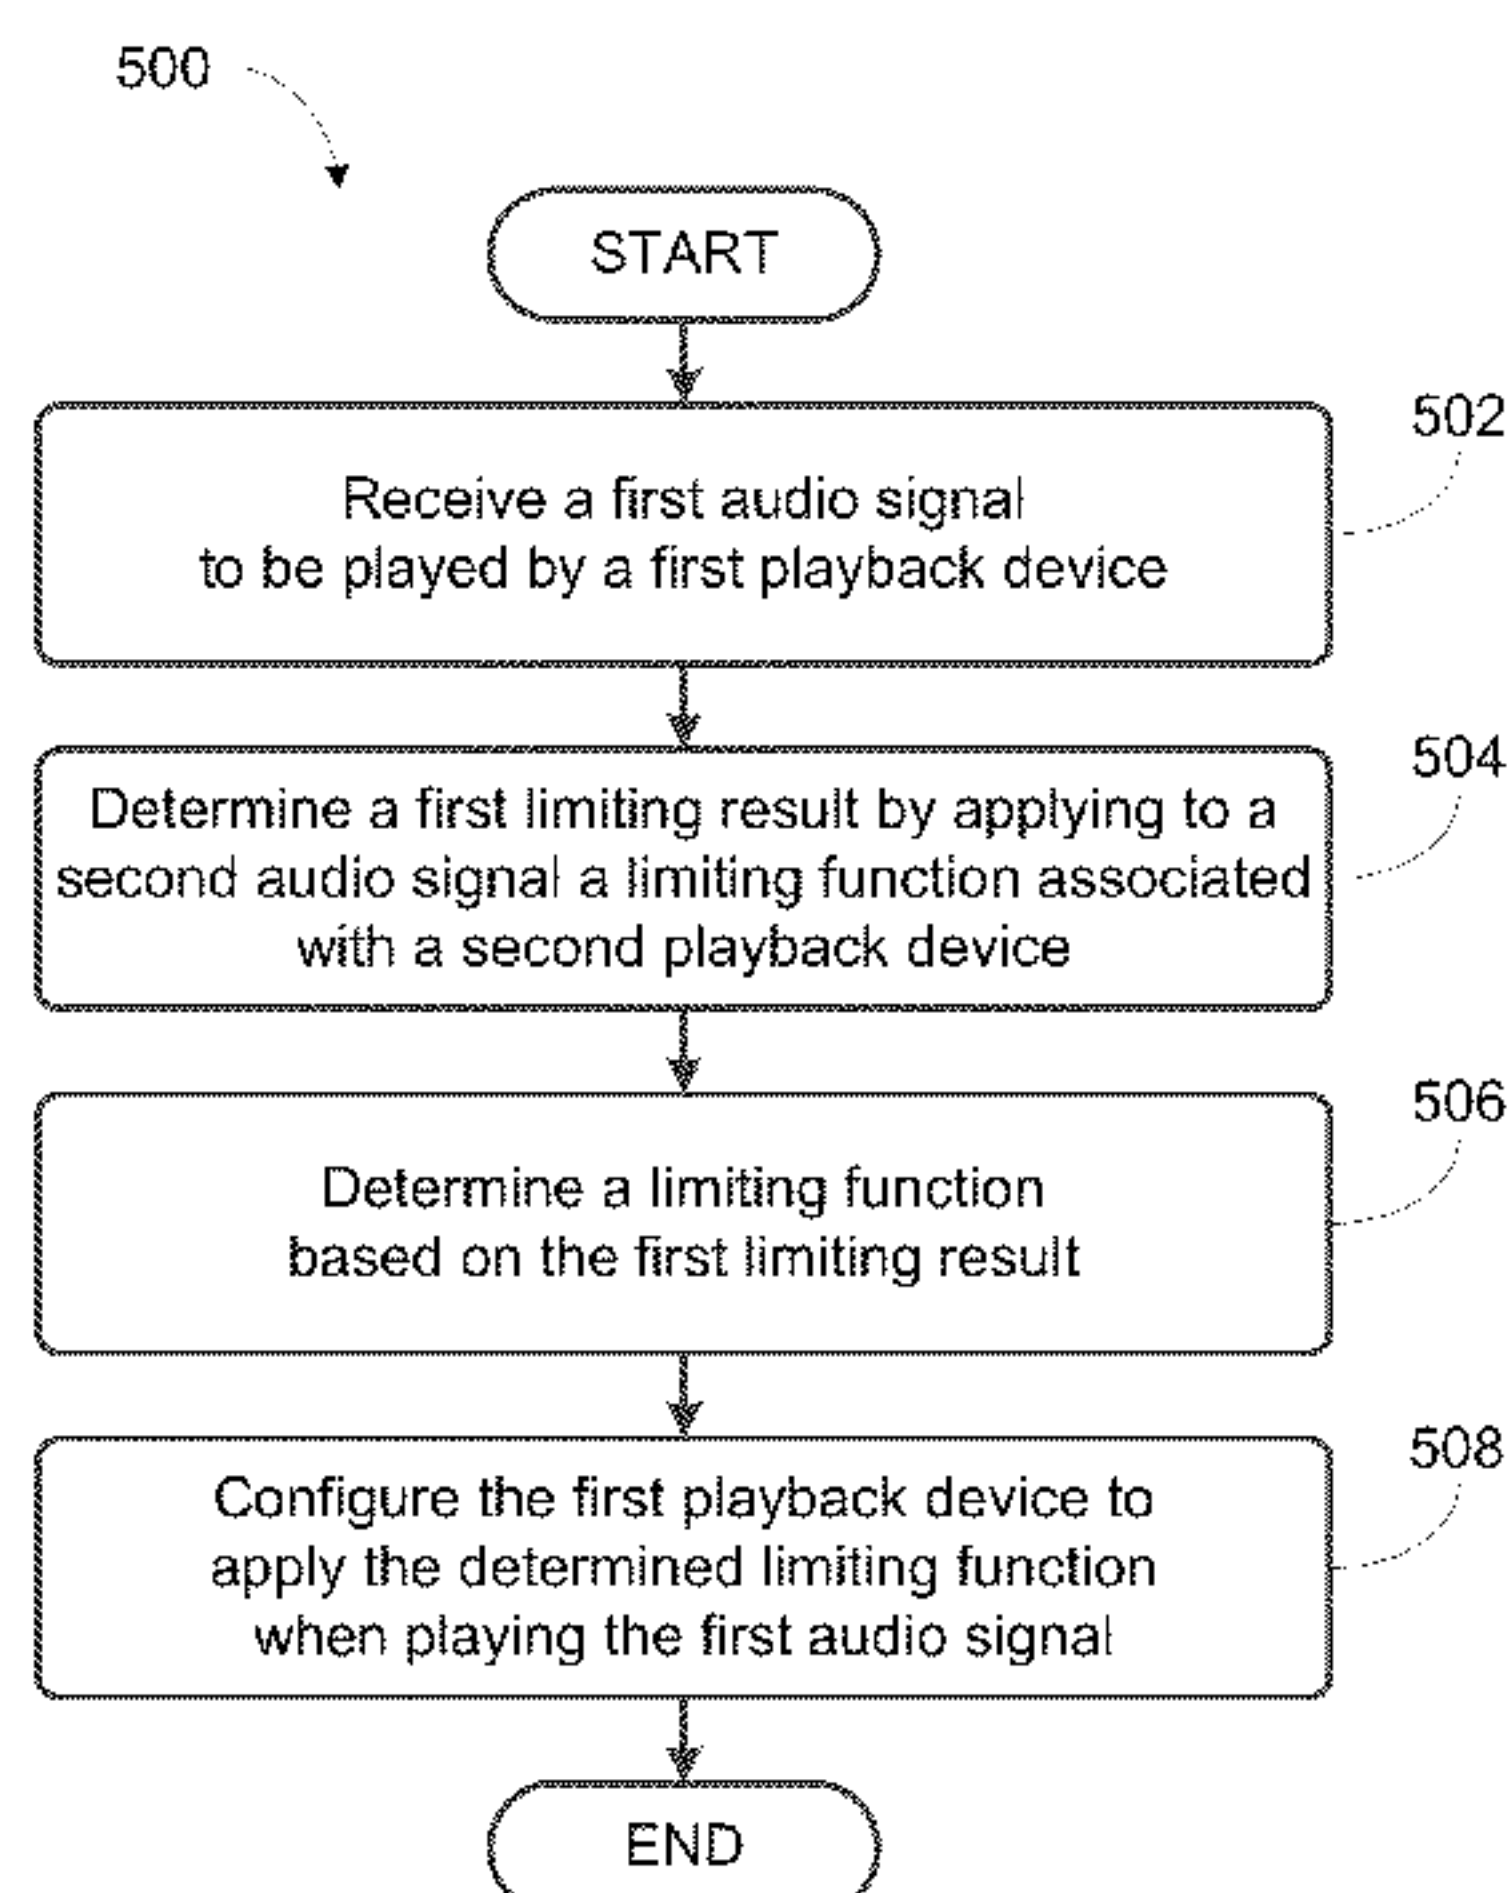 500
START
502
Receive a first audio signal
to be played by a first playback device
504
Determine a first limiting result by applying to a
second audio signal a limiting function associated
with a second playback device
506
Determine a limiting function
based on the first limiting result
508
Configure the first playback device to
apply the determined limiting function
when playing the first audio signal
END